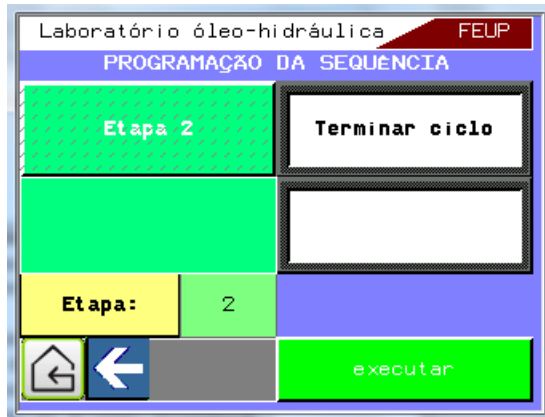 Laboratório óleo-hidráulica FEUP
PROGRAMAÇÃO DA SEQUÊNCIA
Etapa 2
Terminar ciclo
Etapa: 2
executar